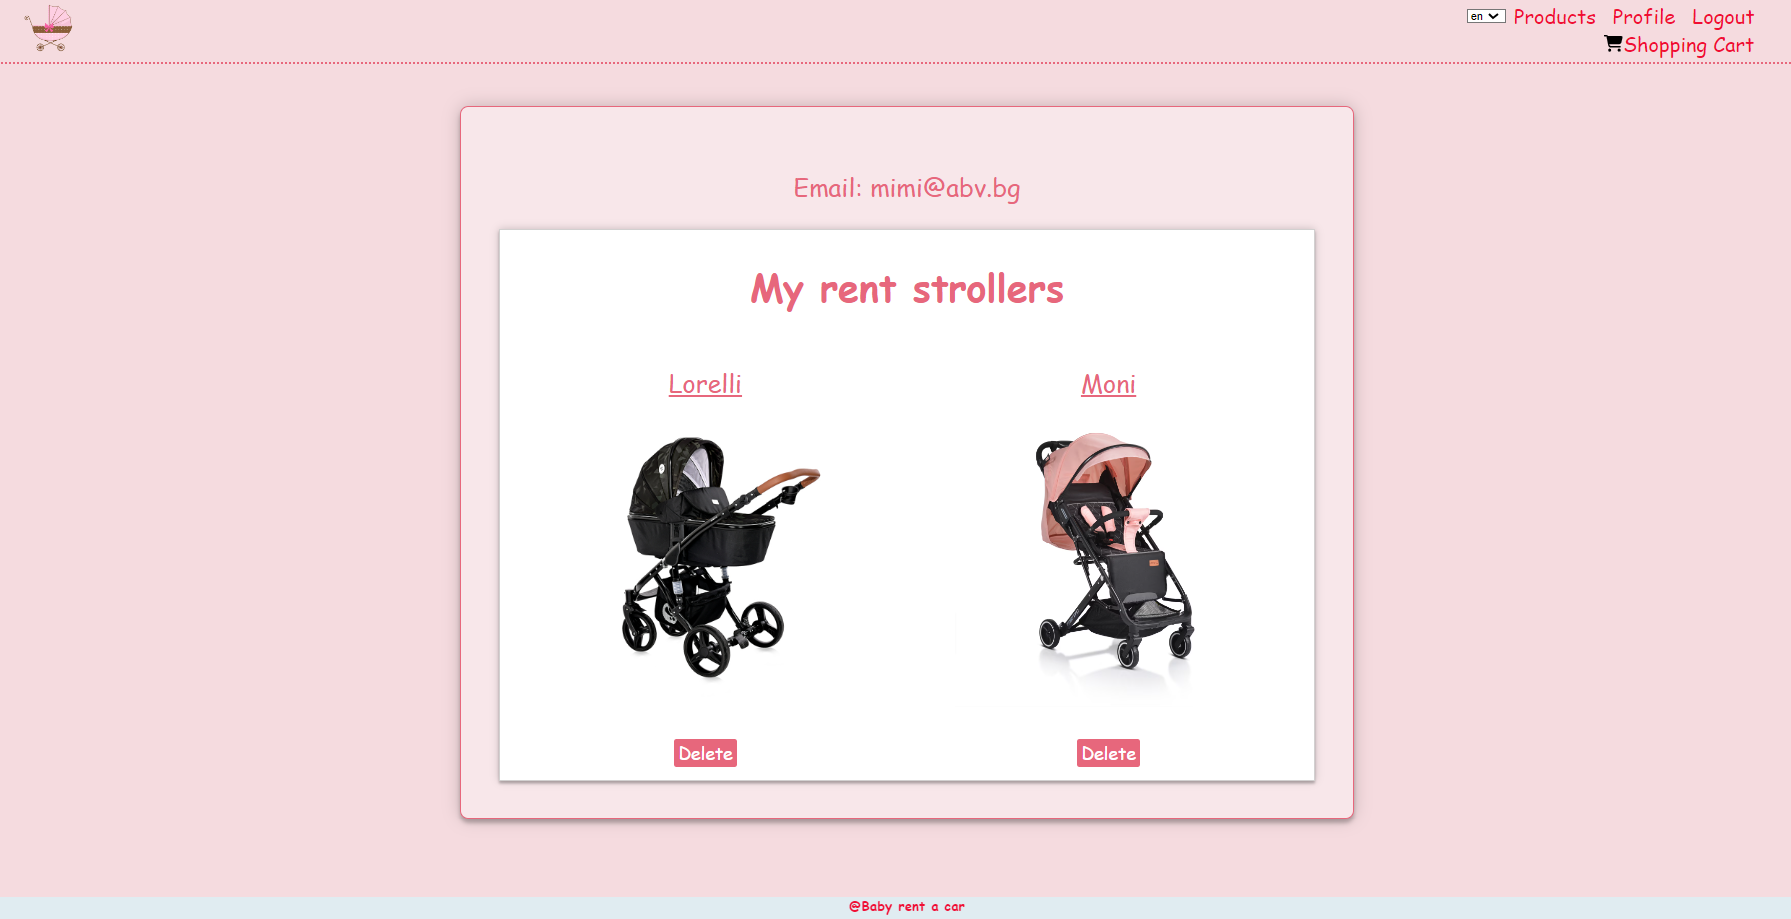 en Products Profile Logout
Shopping Cart
Email: mimi@abv.bg
My rent strollers
Lorelli Moni
Delete Delete
@Baby rent a car